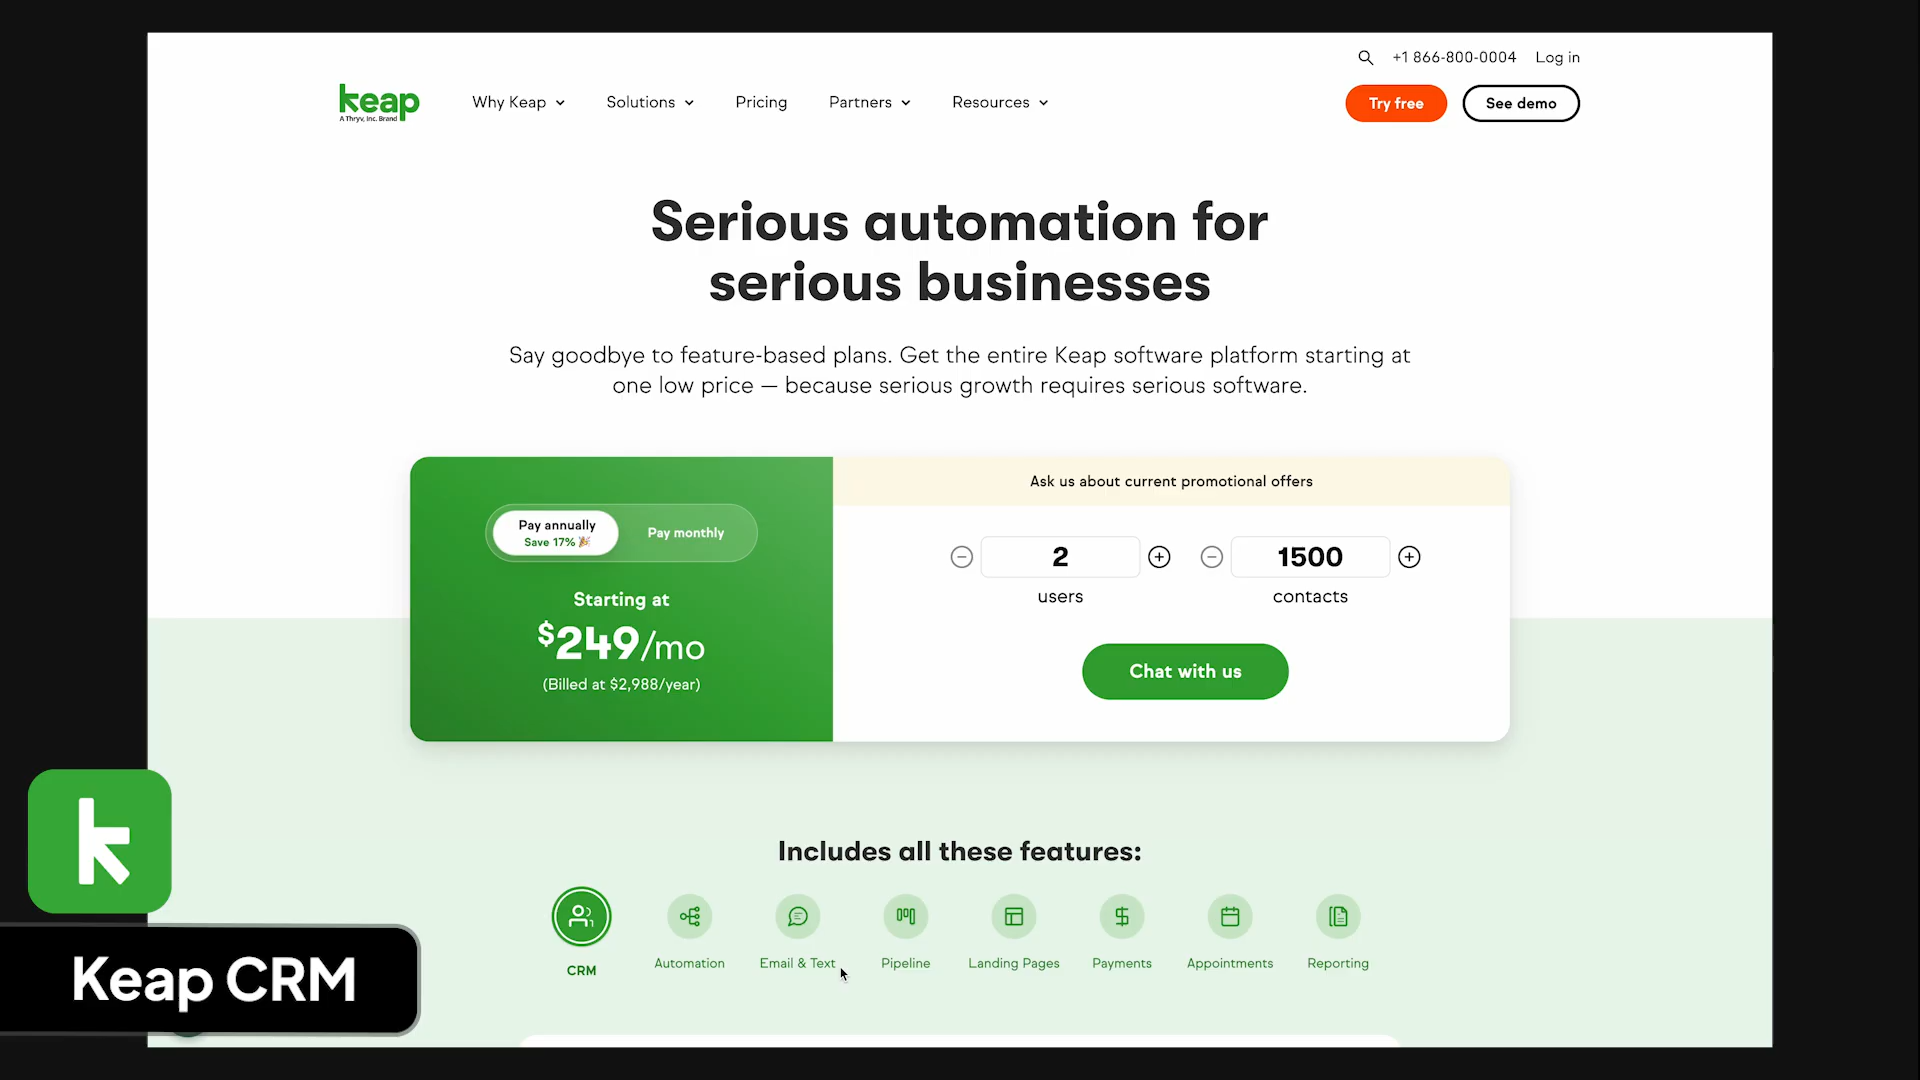 +1 866-800-0004 Log in
keap
A Thryv, Inc. Brand
Why Keap Solutions Pricing Partners Resources Try free See demo
Serious automation for
serious businesses
Say goodbye to feature-based plans. Get the entire Keap software platform starting at
one low price — because serious growth requires serious software.
Pay annually
Save 17% 🎉
Pay monthly
Starting at
$249/mo
(Billed at $2,988/year)
Ask us about current promotional offers
2 1500
users contacts
Chat with us
Includes all these features:
CRM Automation Email & Text Pipeline Landing Pages Payments Appointments Reporting
k
Keap CRM